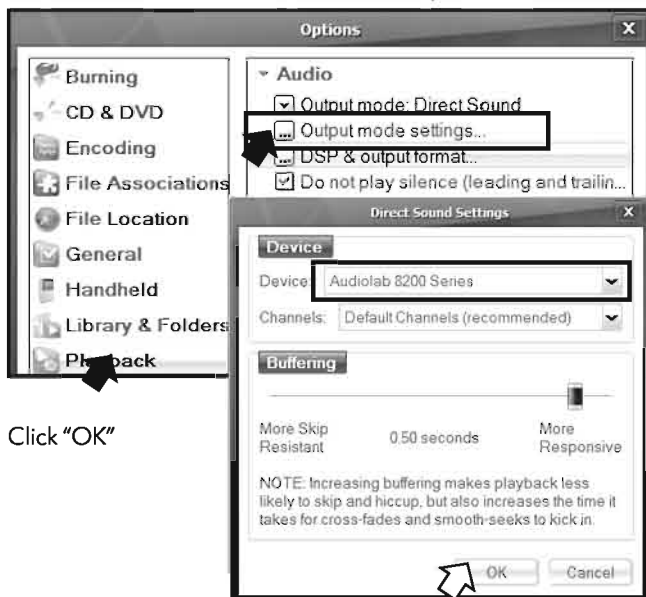 Options
X
Burning
CD & DVD
Encoding
File Associations
File Location
General
Handheld
Library & Folders
Playback
Audio
Output mode: Direct Sound
Output mode settings...
DSP & output format...
Do not play silence (leading and trailin...
Direct Sound Settings
X
Device
Device: Audiolab 8200 Series
Channels: Default Channels (recommended)
Buffering
More Skip Resistant
0.50 seconds
More Responsive
NOTE: Increasing buffering makes playback less
likely to skip and hiccup, but also increases the time it
takes for cross-fades and smooth-seeks to kick in.
OK
Cancel
Click "OK"